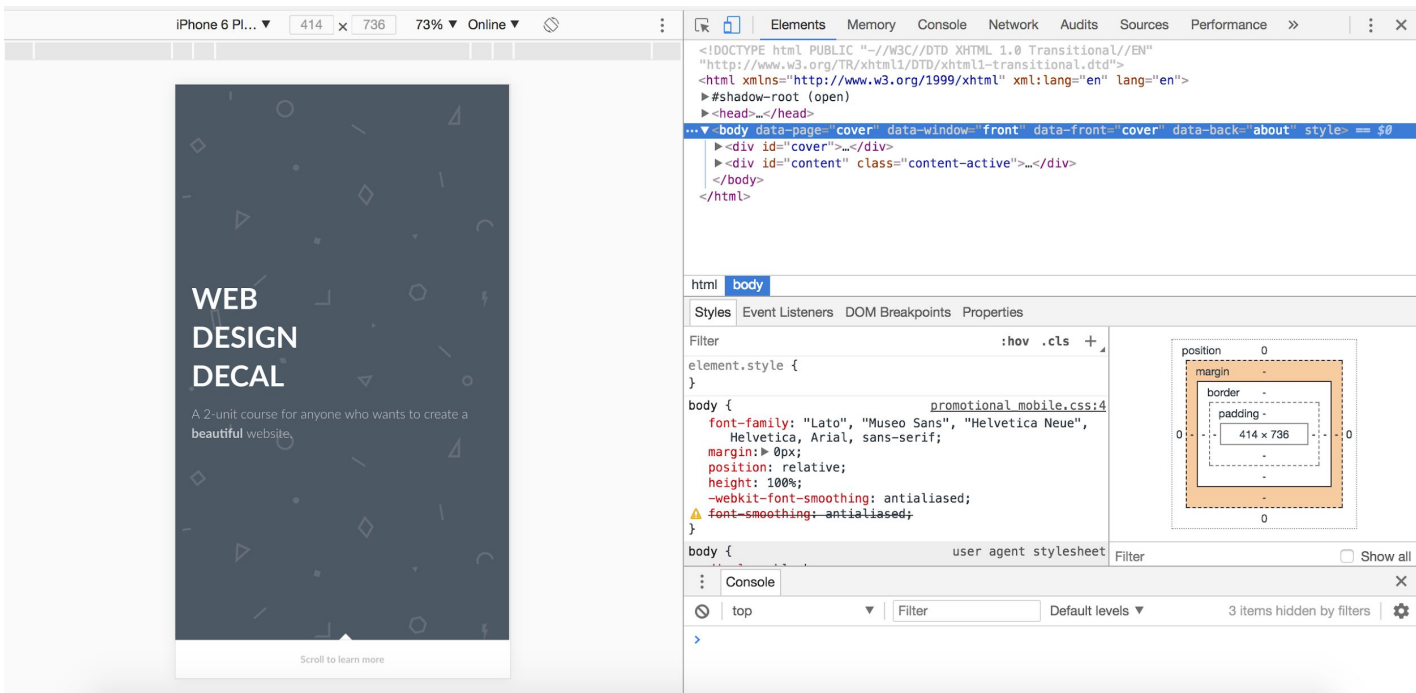 iPhone 6 Pl... ▼ 414 × 736 73% ▼ Online ▼
WEB
DESIGN
DECAL
A 2-unit course for anyone who wants to create a
beautiful website.
Scroll to learn more
Elements Memory Console Network Audits Sources Performance »
<!DOCTYPE html PUBLIC "-//W3C//DTD XHTML 1.0 Transitional//EN"
"http://www.w3.org/TR/xhtml1/DTD/xhtml1-transitional.dtd">
<html xmlns="http://www.w3.org/1999/xhtml" xml:lang="en" lang="en">
▶#shadow-root (open)
▶<head>…</head>
…▼<body data-page="cover" data-window="front" data-front="cover" data-back="about" style> == $0
▶<div id="cover">…</div>
▶<div id="content" class="content-active">…</div>
</body>
</html>
html body
Styles Event Listeners DOM Breakpoints Properties
Filter :hov .cls +
element.style {
}
body { promotional_mobile.css:4
font-family: "Lato", "Museo Sans", "Helvetica Neue",
Helvetica, Arial, sans-serif;
margin:▶ 0px;
position: relative;
height: 100%;
-webkit-font-smoothing: antialiased;
font-smoothing: antialiased;
}
body { user agent stylesheet
position 0
margin -
border -
padding -
0 - - - 414 × 736 - - - 0
-
-
-
0
Filter Show all
Console
top ▼ Filter Default levels ▼ 3 items hidden by filters
>